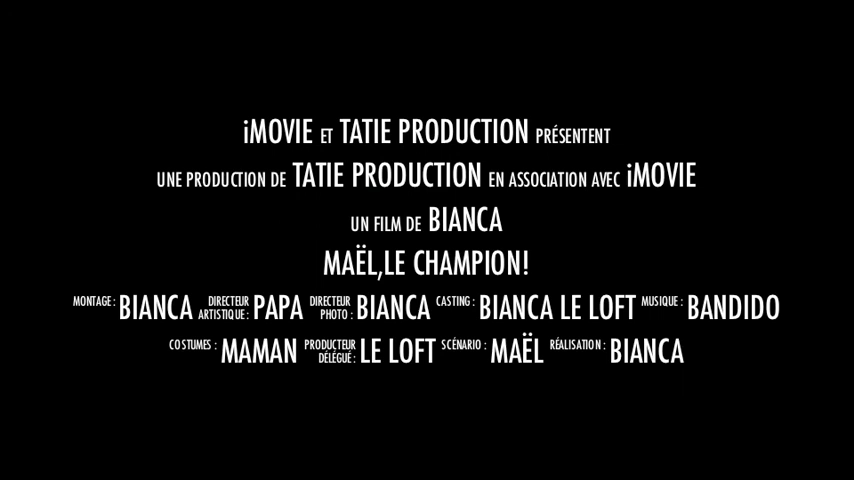 iMOVIE ET TATIE PRODUCTION PRÉSENTENT
UNE PRODUCTION DE TATIE PRODUCTION EN ASSOCIATION AVEC iMOVIE
UN FILM DE BIANCA
MAËL,LE CHAMPION!
MONTAGE : BIANCA DIRECTEUR ARTISTIQUE : PAPA DIRECTEUR PHOTO : BIANCA CASTING : BIANCA LE LOFT MUSIQUE : BANDIDO
COSTUMES : MAMAN PRODUCTEUR DÉLÉGUÉ : LE LOFT SCÉNARIO : MAËL RÉALISATION : BIANCA